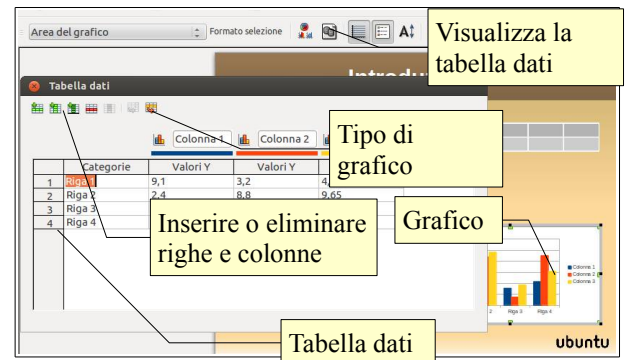 Area del grafico
Formato selezione
Visualizza la
tabella dati
Tabella dati
Colonna 1
Colonna 2
Tipo di
grafico
Categorie
Valori Y
Valori Y
1
Riga 1
9,1
3,2
2
Riga 2
2,4
8,8
9,65
3
Riga 3
4
Riga 4
Inserire o eliminare
righe e colonne
Grafico
Colonna 1
Colonna 2
Colonna 3
Riga 3
Riga 4
Tabella dati
ubuntu